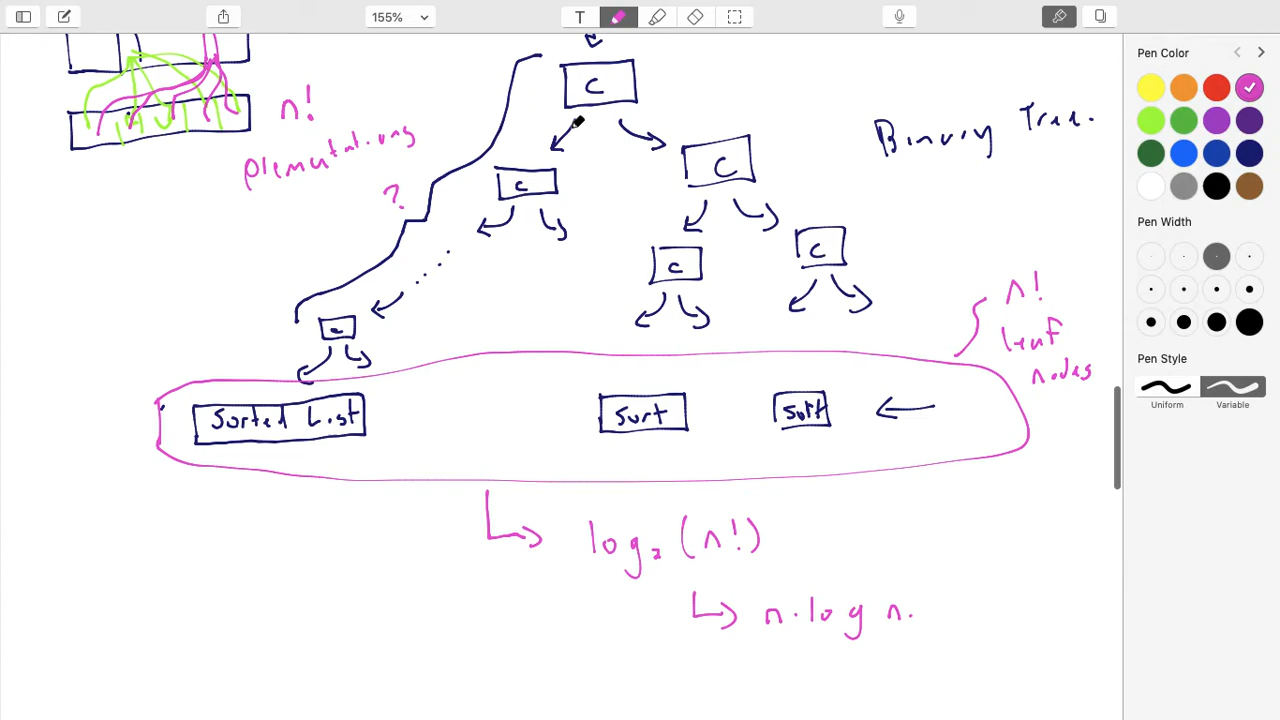 155%
T
Pen Color
C
n!
Binary Tree.
plementations
C
C
?
Pen Width
C
C
n!
leaf
nodes
c
Pen Style
Uniform
Variable
Sorted List
Sort
Sort
log₂ (n!)
n·log n.